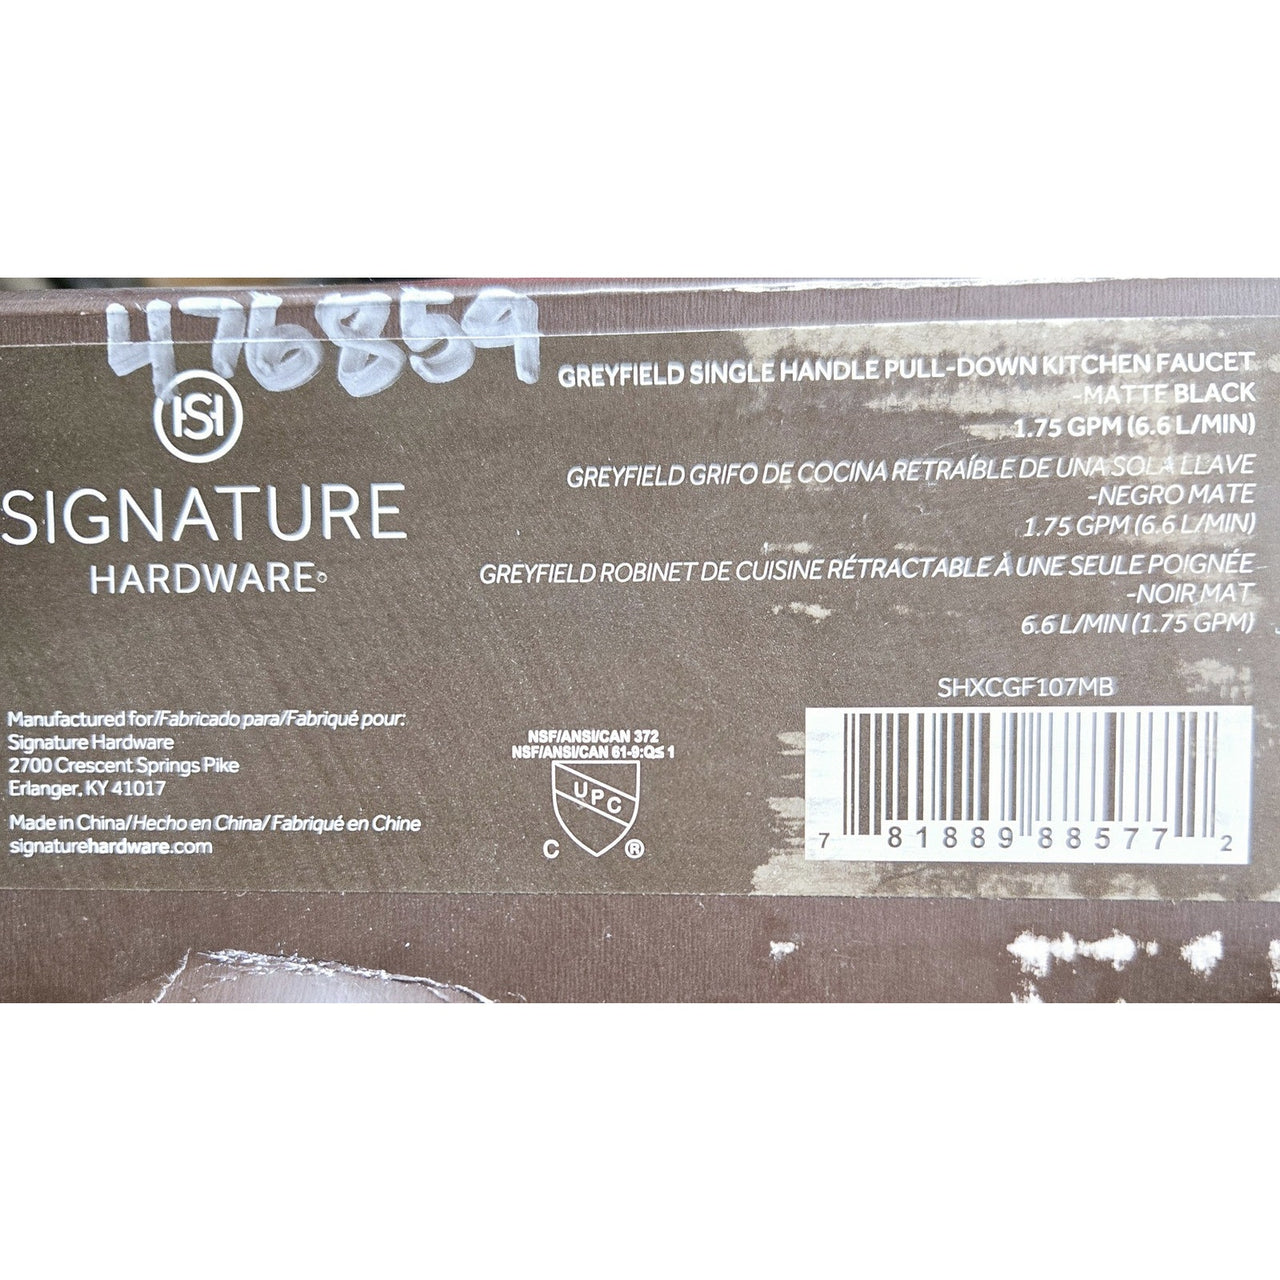 476859
HSH
SIGNATURE
HARDWARE®
GREYFIELD SINGLE HANDLE PULL-DOWN KITCHEN FAUCET
-MATTE BLACK
1.75 GPM (6.6 L/MIN)
GREYFIELD GRIFO DE COCINA RETRAÍBLE DE UNA SOLA LLAVE
-NEGRO MATE
1.75 GPM (6.6 L/MIN)
GREYFIELD ROBINET DE CUISINE RÉTRACTABLE À UNE SEULE POIGNÉE
-NOIR MAT
6.6 L/MIN (1.75 GPM)
Manufactured for/Fabricado para/Fabriqué pour:
Signature Hardware
2700 Crescent Springs Pike
Erlanger, KY 41017
Made in China/Hecho en China/ Fabriqué en Chine
signaturehardware.com
NSF/ANSI/CAN 372
NSF/ANSI/CAN 61-9:Q≤ 1
UPC
C ®
SHXCGF107MB
7 81889 88577 2